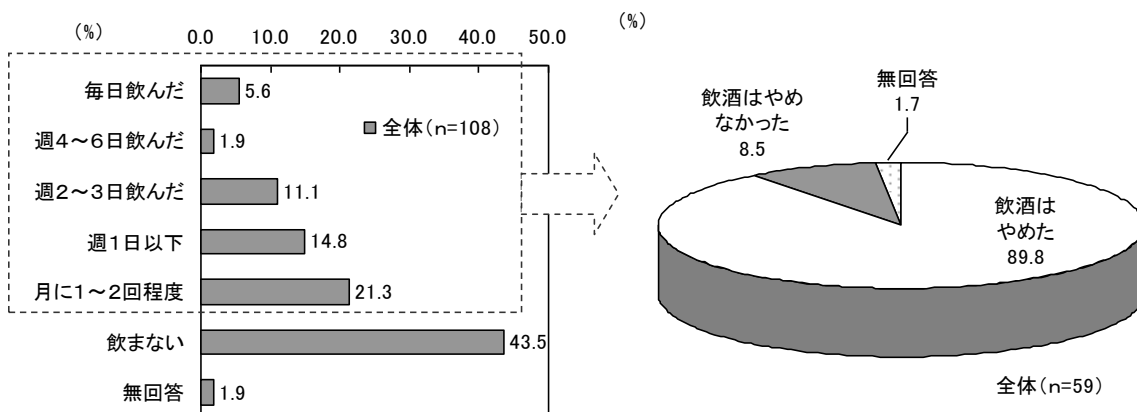 (%)
0.0 10.0 20.0 30.0 40.0 50.0
毎日飲んだ 5.6
週4～6日飲んだ 1.9
週2～3日飲んだ 11.1
週1日以下 14.8
月に1～2回程度 21.3
飲まない 43.5
無回答 1.9
全体(n=108)
(%)
無回答
1.7
飲酒はやめ
なかった
8.5
飲酒は
やめた
89.8
全体(n=59)